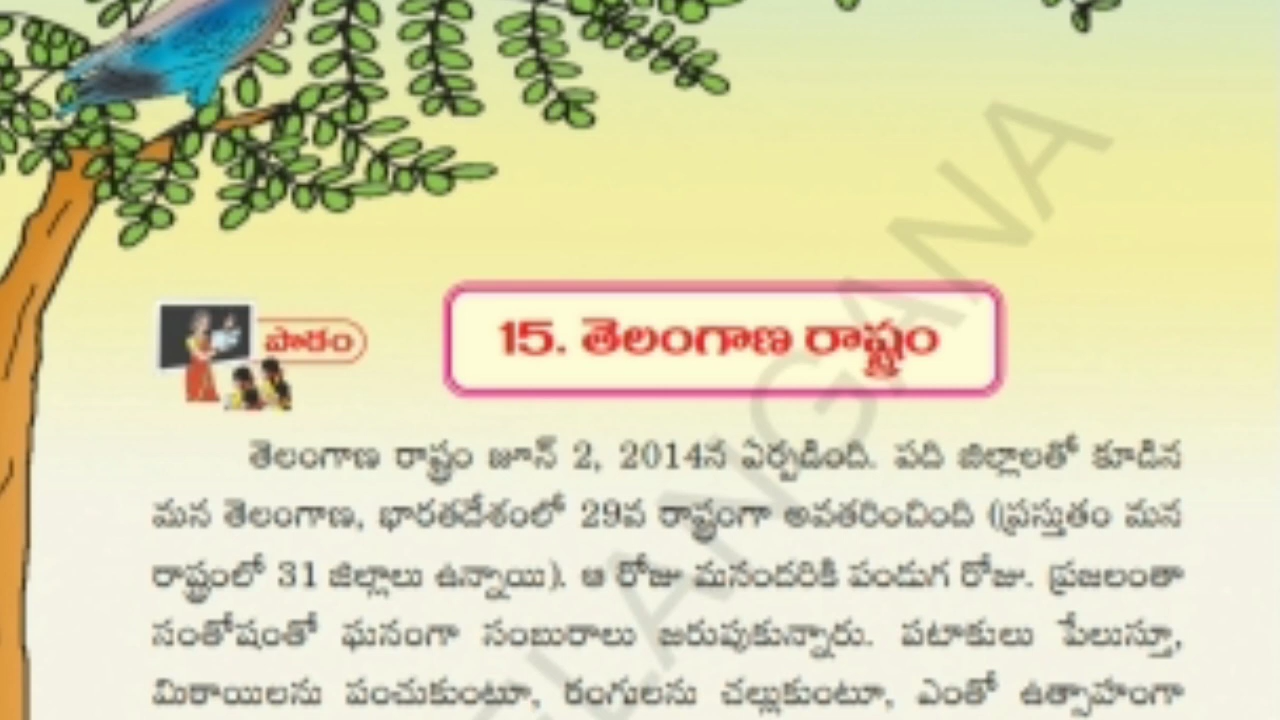 పాఠం
15. తెలంగాణ రాష్ట్రం
తెలంగాణ రాష్ట్రం జూన్ 2, 2014న ఏర్పడింది. పది జిల్లాలతో కూడిన
మన తెలంగాణ, భారతదేశంలో 29వ రాష్ట్రంగా అవతరించింది (ప్రస్తుతం మన
రాష్ట్రంలో 31 జిల్లాలు ఉన్నాయి). ఆ రోజు మనందరికి పండుగ రోజు. ప్రజలంతా
సంతోషంతో ఘనంగా సంబురాలు జరుపుకున్నారు. పటాకులు పేలుస్తూ,
మిఠాయిలను పంచుకుంటూ, రంగులను చల్లుకుంటూ, ఎంతో ఉత్సాహంగా
TELANGANA